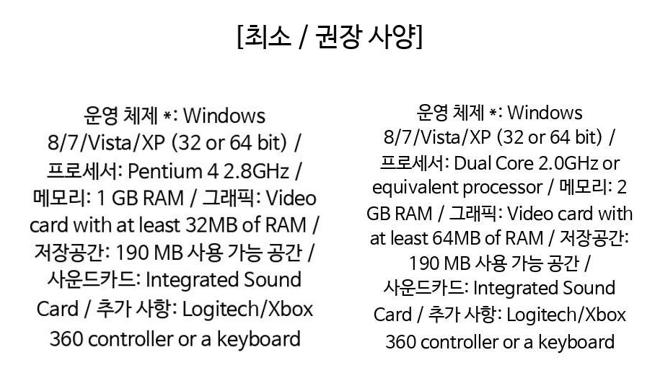 [최소 / 권장 사양]
운영 체제 *: Windows
8/7/Vista/XP (32 or 64 bit) /
프로세서: Pentium 4 2.8GHz /
메모리: 1 GB RAM / 그래픽: Video
card with at least 32MB of RAM /
저장공간: 190 MB 사용 가능 공간 /
사운드카드: Integrated Sound
Card / 추가 사항: Logitech/Xbox
360 controller or a keyboard
운영 체제 *: Windows
8/7/Vista/XP (32 or 64 bit) /
프로세서: Dual Core 2.0GHz or
equivalent processor / 메모리: 2
GB RAM / 그래픽: Video card with
at least 64MB of RAM / 저장공간:
190 MB 사용 가능 공간 /
사운드카드: Integrated Sound
Card / 추가 사항: Logitech/Xbox
360 controller or a keyboard